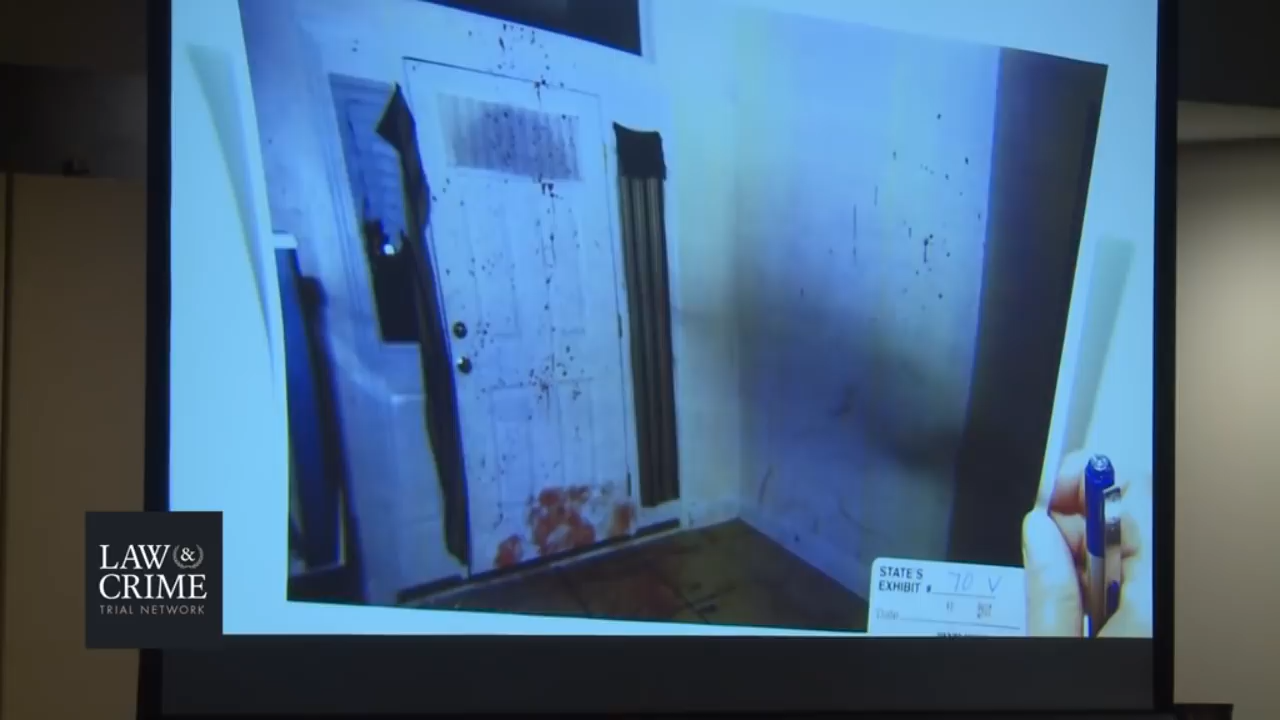 LAW & CRIME
TRIAL NETWORK
STATE'S
EXHIBIT # 70 V
Date